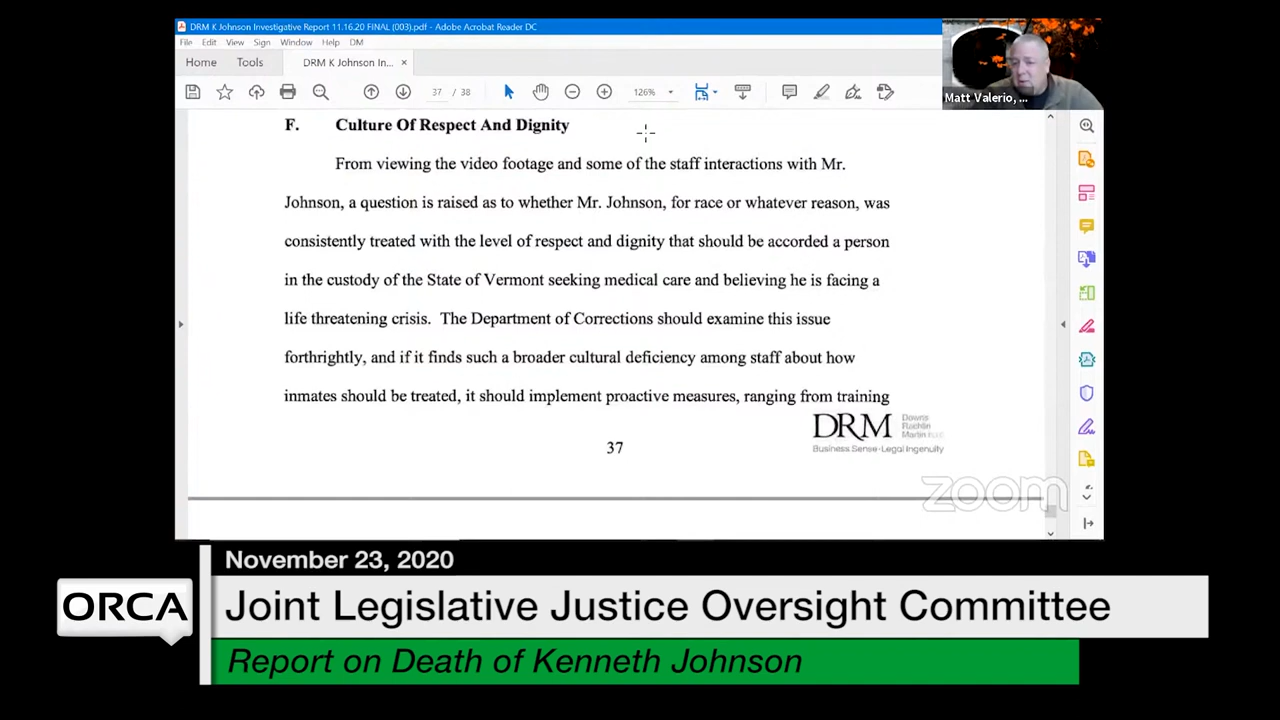 DRM K Johnson Investigative Report 11.16.20 FINAL (003).pdf - Adobe Acrobat Reader DC
File Edit View Sign Window Help DM
Home Tools DRM K Johnson In... ×
37 / 38 126%
Matt Valerio, ...
F. Culture Of Respect And Dignity
From viewing the video footage and some of the staff interactions with Mr.
Johnson, a question is raised as to whether Mr. Johnson, for race or whatever reason, was
consistently treated with the level of respect and dignity that should be accorded a person
in the custody of the State of Vermont seeking medical care and believing he is facing a
life threatening crisis. The Department of Corrections should examine this issue
forthrightly, and if it finds such a broader cultural deficiency among staff about how
inmates should be treated, it should implement proactive measures, ranging from training
DRM Downs
Rachlin
Martin
Business Sense · Legal Ingenuity
37
zoom
November 23, 2020
ORCA
Joint Legislative Justice Oversight Committee
Report on Death of Kenneth Johnson